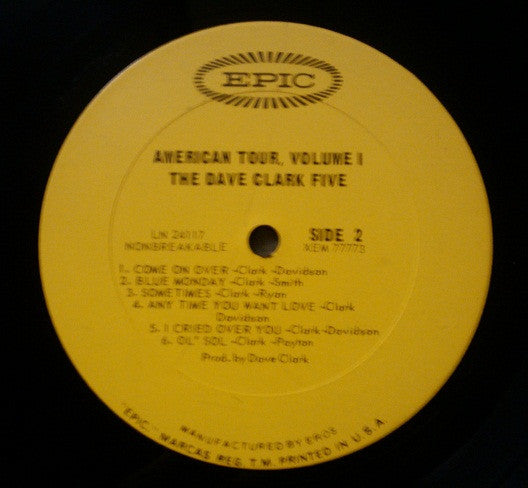 EPIC
AMERICAN TOUR, VOLUME I
THE DAVE CLARK FIVE
LN 24117
NONBREAKABLE
SIDE 2
XEM 77773
1. COME ON OVER -Clark -Davidson
2. BLUE MONDAY -Clark -Smith
3. SOMETIMES -Clark -Ryan
4. ANY TIME YOU WANT LOVE -Clark
Davidson
5. I CRIED OVER YOU -Clark -Davidson
6. OL' SOL -Clark -Payton
Prod. by Dave Clark
MANUFACTURED BY EROS
"EPIC," MARCAS REG. T.M. PRINTED IN U.S.A.